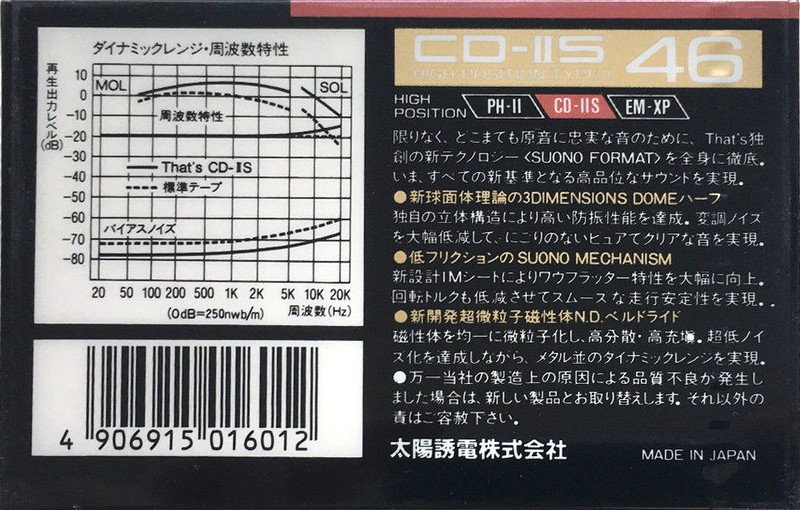 ダイナミックレンジ・周波数特性
再生出力レベル(dB)
10
0
−10
−20
−30
−40
−50
−60
−70
−80
MOL
SOL
周波数特性
That's CD-IIS
標準テープ
バイアスノイズ
20 50 100 200 500 1K 2K 5K 10K 20K
(0dB=250nwb/m) 周波数(Hz)
4 906915 016012
CD-IIS 46
HIGH POSITION TYPE II
HIGH POSITION PH-II CD-IIS EM-XP
限りなく、どこまでも原音に忠実な音のために、That's独
創の新テクノロジー〈SUONO FORMAT〉を全身に徹底。
いま、すべての新基準となる高品位なサウンドを実現。
●新球面体理論の3DIMENSIONS DOMEハーフ
独自の立体構造により高い防振性能を達成。変調ノイズ
を大幅低減して、にごりのないピュアでクリアな音を実現。
●低フリクションのSUONO MECHANISM
新設計IMシートによりワウフラッター特性を大幅に向上。
回転トルクも低減させてスムースな走行安定性を実現。
●新開発超微粒子磁性体N.D.ベルドライド
磁性体を均一に微粒子化し、高分散・高充塡。超低ノイ
ズ化を達成しながら、メタル並のダイナミックレンジを実現。
●万一当社の製造上の原因による品質不良が発生し
ました場合は、新しい製品とお取り替えします。それ以外の
責はご容赦下さい。
太陽誘電株式会社
MADE IN JAPAN